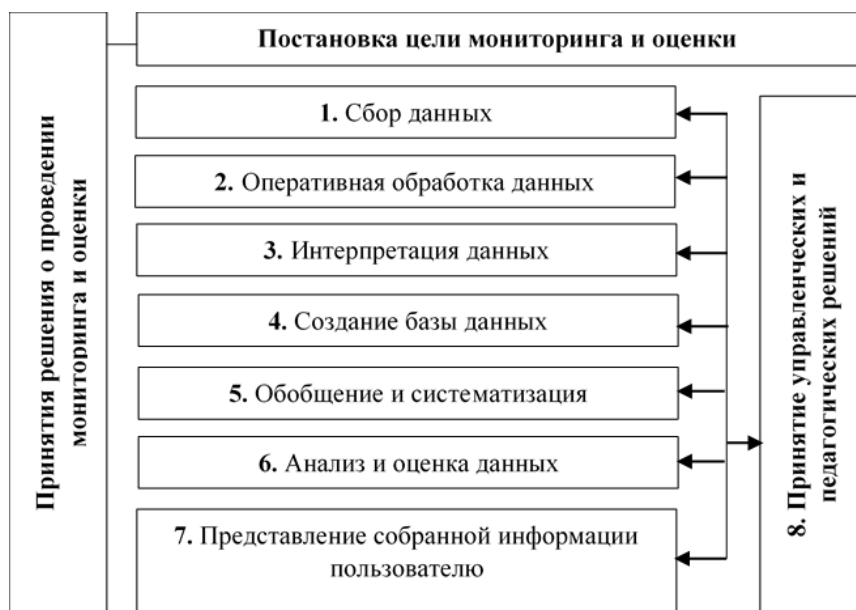 Принятия решения о проведении
мониторинга и оценки
Постановка цели мониторинга и оценки
1. Сбор данных
2. Оперативная обработка данных
3. Интерпретация данных
4. Создание базы данных
5. Обобщение и систематизация
6. Анализ и оценка данных
7. Представление собранной информации
пользователю
8. Принятие управленческих и
педагогических решений